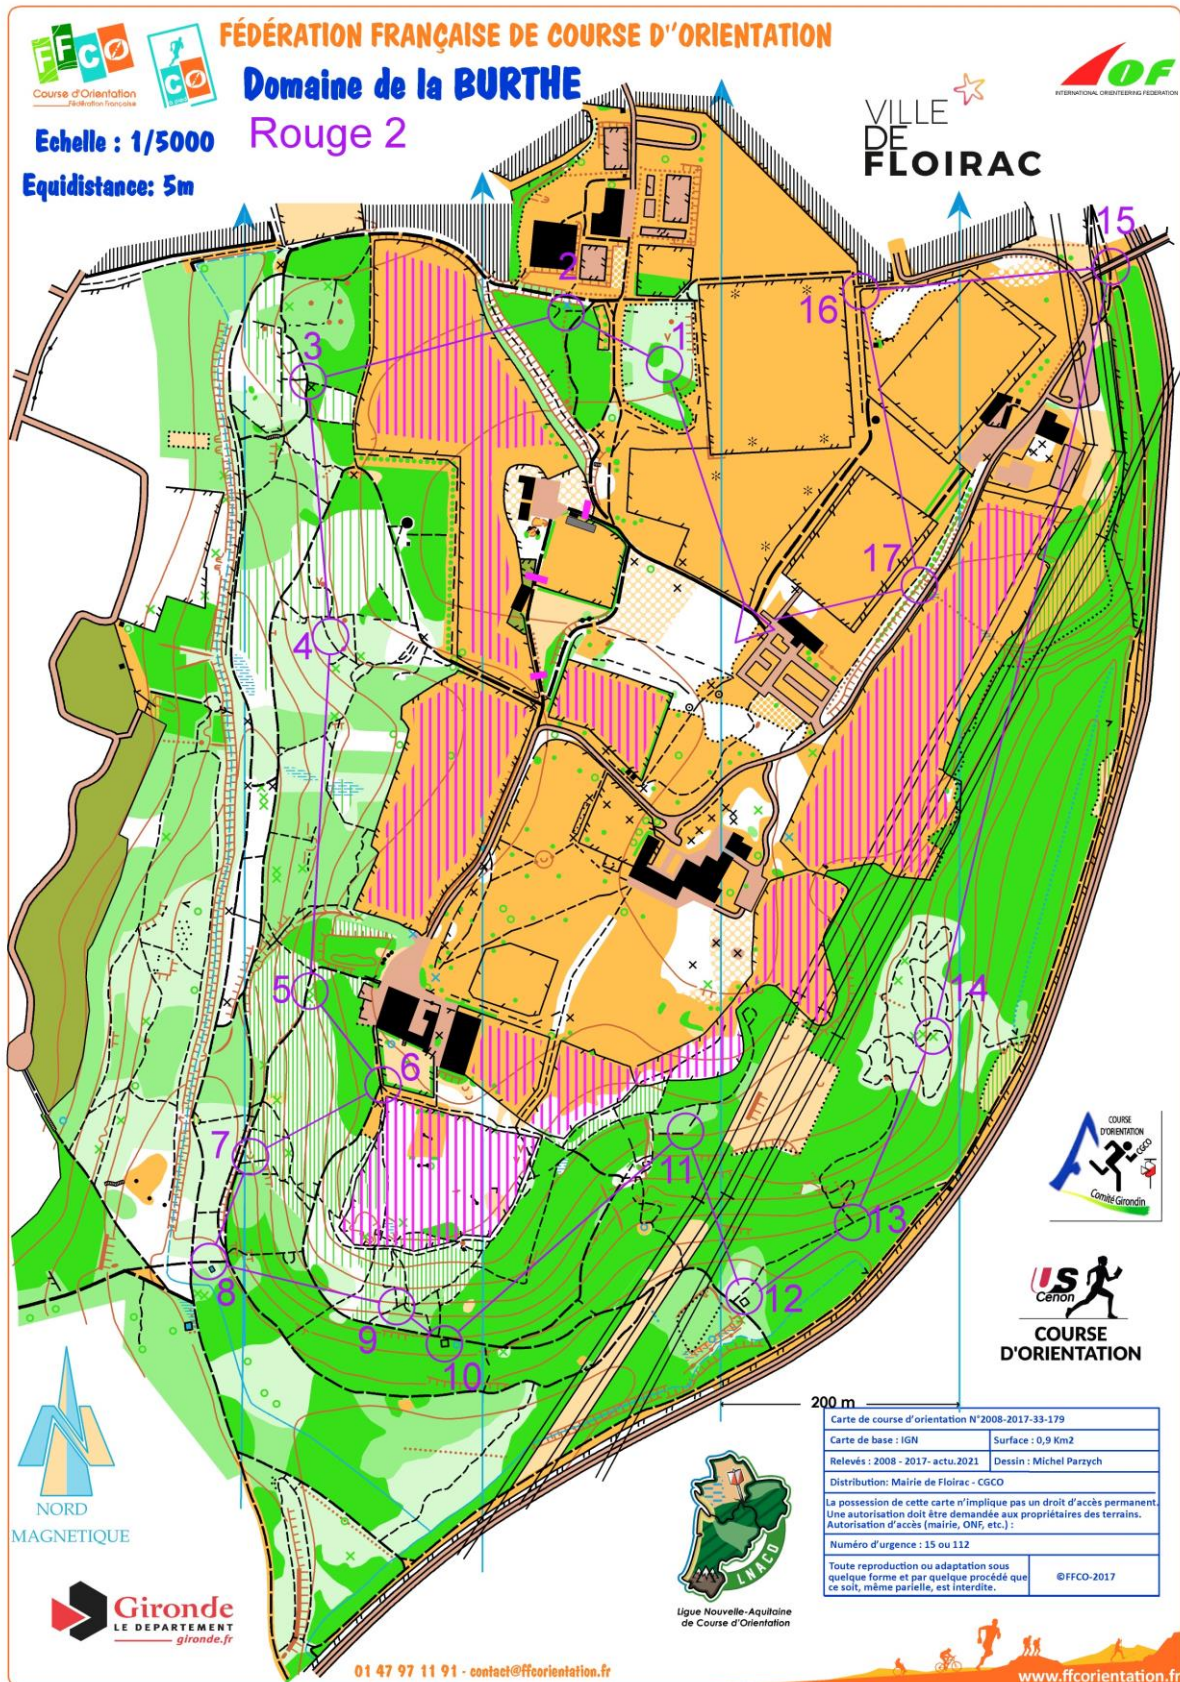 FÉDÉRATION FRANÇAISE DE COURSE D''ORIENTATION
FFCO
Course d'Orientation
Fédération Française
CO
Domaine de la BURTHE
Rouge 2
Echelle : 1/5000
Equidistance: 5m
VILLE
DE
FLOIRAC
IOF
INTERNATIONAL ORIENTEERING FEDERATION
15
2
16
1
3
17
4
14
5
6
7
11
13
8
12
9
10
COURSE
D'ORIENTATION
CGCO
Comité Girondin
US
Cenon
COURSE
D'ORIENTATION
200 m
NORD
MAGNETIQUE
Carte de course d'orientation N°2008-2017-33-179
Carte de base : IGN
Surface : 0,9 Km2
Relevés : 2008 - 2017- actu.2021
Dessin : Michel Parzych
Distribution: Mairie de Floirac - CGCO
La possession de cette carte n'implique pas un droit d'accès permanent.
Une autorisation doit être demandée aux propriétaires des terrains.
Autorisation d'accès (mairie, ONF, etc.) :
Numéro d'urgence : 15 ou 112
Toute reproduction ou adaptation sous
quelque forme et par quelque procédé que
ce soit, même parielle, est interdite.
©FFCO-2017
LNACO
Ligue Nouvelle-Aquitaine
de Course d'Orientation
Gironde
LE DEPARTEMENT
gironde.fr
01 47 97 11 91 - contact@ffcorientation.fr
www.ffcorientation.fr